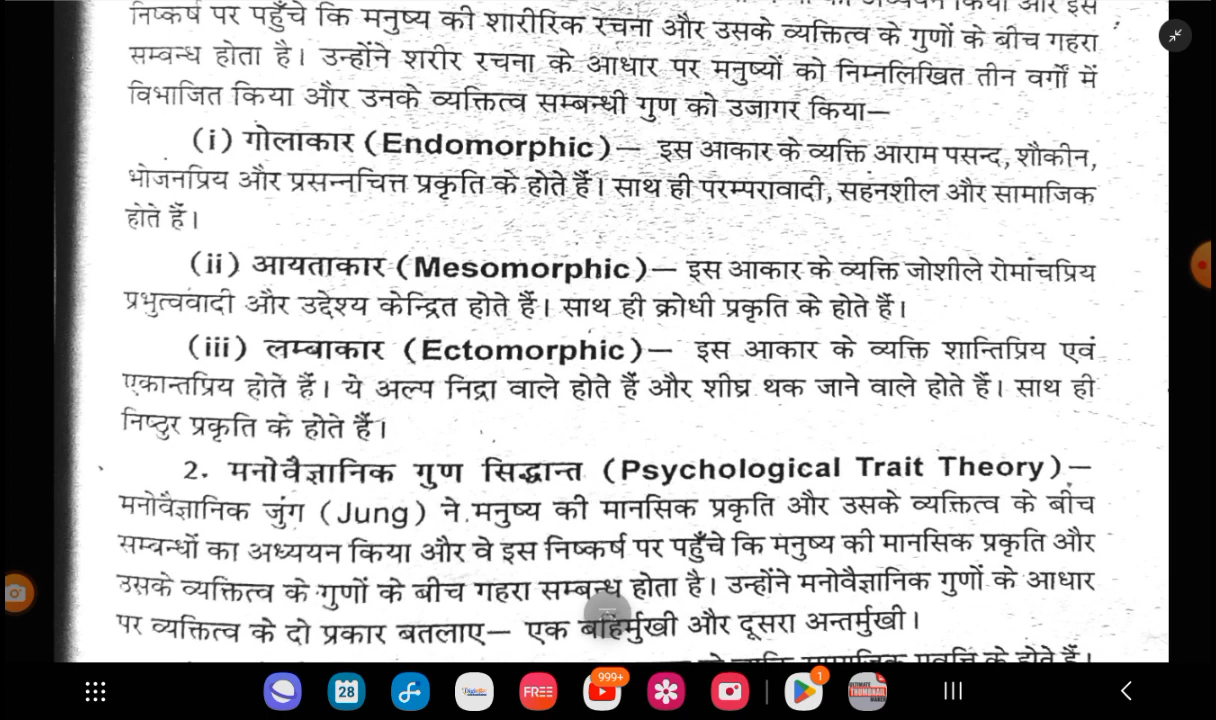 निष्कर्ष पर पहुँचे कि मनुष्य की शारीरिक रचना और उसके व्यक्तित्व के गुणों के बीच गहरा
सम्बन्ध होता है। उन्होंने शरीर रचना के आधार पर मनुष्यों को निम्नलिखित तीन वर्गों में
विभाजित किया और उनके व्यक्तित्व सम्बन्धी गुण को उजागर किया—
(i) गोलाकार (Endomorphic)— इस आकार के व्यक्ति आराम पसन्द, शौकीन,
भोजनप्रिय और प्रसन्नचित्त प्रकृति के होते हैं। साथ ही परम्परावादी, सहनशील और सामाजिक
होते हैं।
(ii) आयताकार (Mesomorphic)— इस आकार के व्यक्ति जोशीले रोमांचप्रिय
प्रभुत्ववादी और उद्देश्य केन्द्रित होते हैं। साथ ही क्रोधी प्रकृति के होते हैं।
(iii) लम्बाकार (Ectomorphic)— इस आकार के व्यक्ति शान्तिप्रिय एवं
एकान्तप्रिय होते हैं। ये अल्प निद्रा वाले होते हैं और शीघ्र थक जाने वाले होते हैं। साथ ही
निष्ठुर प्रकृति के होते हैं।
2. मनोवैज्ञानिक गुण सिद्धान्त (Psychological Trait Theory)—
मनोवैज्ञानिक जुंग (Jung) ने मनुष्य की मानसिक प्रकृति और उसके व्यक्तित्व के बीच
सम्बन्धों का अध्ययन किया और वे इस निष्कर्ष पर पहुँचे कि मनुष्य की मानसिक प्रकृति और
उसके व्यक्तित्व के गुणों के बीच गहरा सम्बन्ध होता है। उन्होंने मनोवैज्ञानिक गुणों के आधार
पर व्यक्तित्व के दो प्रकार बतलाए— एक बहिर्मुखी और दूसरा अन्तर्मुखी।
28
FREE
999+
1
ULTIMATE
THUMBNAIL
MAKER